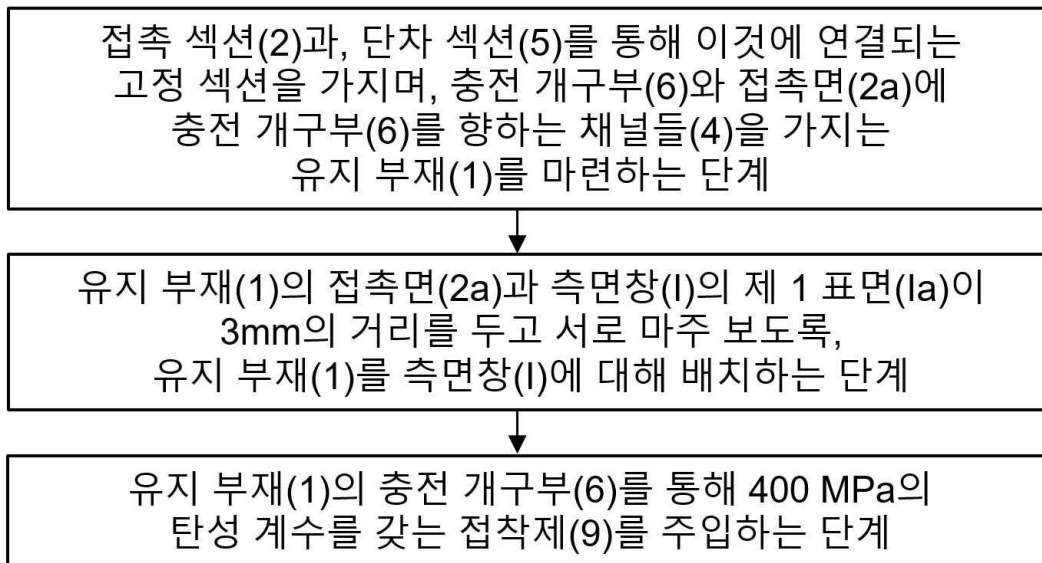 접촉 섹션(2)과, 단차 섹션(5)를 통해 이것에 연결되는
고정 섹션을 가지며, 충전 개구부(6)와 접촉면(2a)에
충전 개구부(6)를 향하는 채널들(4)을 가지는
유지 부재(1)를 마련하는 단계
유지 부재(1)의 접촉면(2a)과 측면창(I)의 제 1 표면(Ia)이
3mm의 거리를 두고 서로 마주 보도록,
유지 부재(1)를 측면창(I)에 대해 배치하는 단계
유지 부재(1)의 충전 개구부(6)를 통해 400 MPa의
탄성 계수를 갖는 접착제(9)를 주입하는 단계